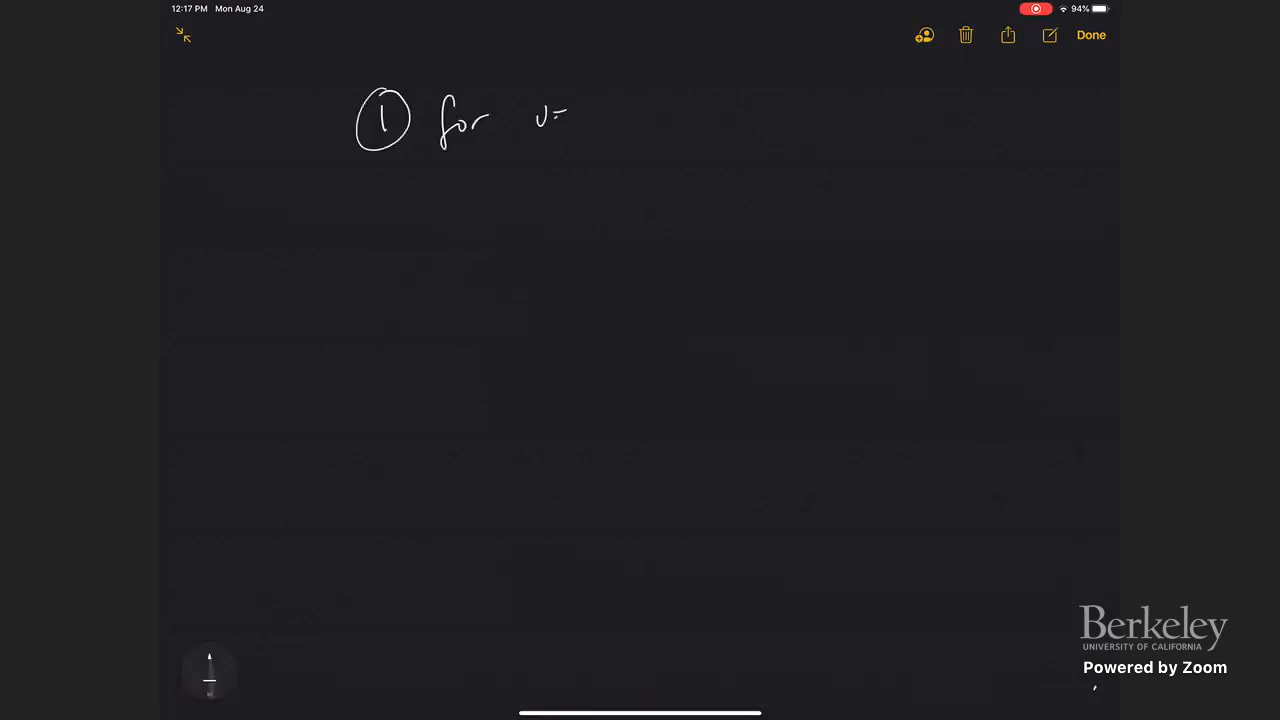 12:17 PM Mon Aug 24 94%
Done
① for v=
Berkeley
UNIVERSITY OF CALIFORNIA
Powered by Zoom